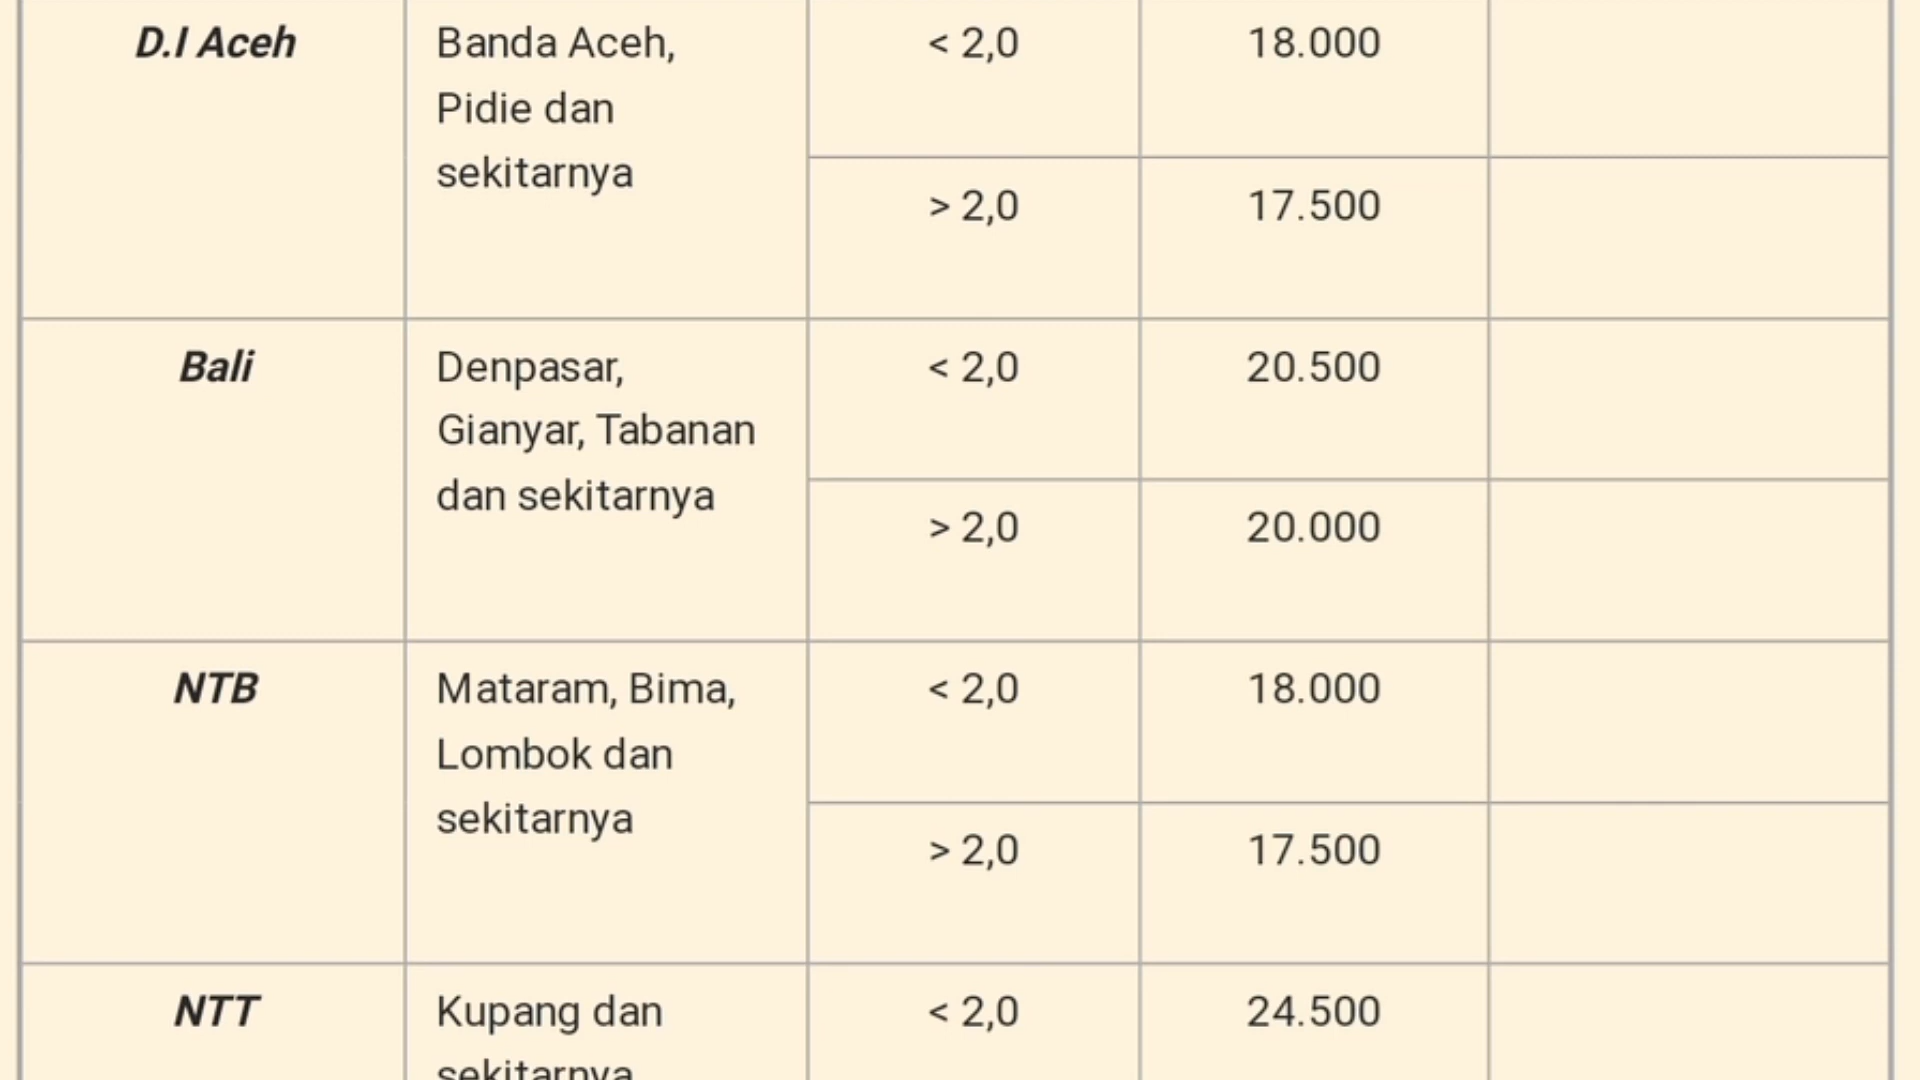 D.I Aceh
Banda Aceh,
Pidie dan
sekitarnya
< 2,0
18.000
> 2,0
17.500
Bali
Denpasar,
Gianyar, Tabanan
dan sekitarnya
< 2,0
20.500
> 2,0
20.000
NTB
Mataram, Bima,
Lombok dan
sekitarnya
< 2,0
18.000
> 2,0
17.500
NTT
Kupang dan
sekitarnya
< 2,0
24.500